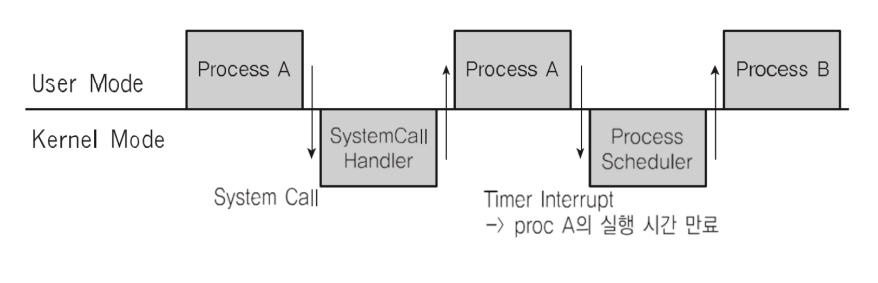 Process A
Process A
Process B
User Mode
Kernel Mode
SystemCall
Handler
Process
Scheduler
System Call
Timer Interrupt
-> proc A의 실행 시간 만료